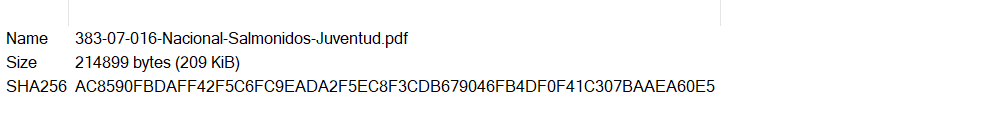 Name 383-07-016-Nacional-Salmonidos-Juventud.pdf
Size 214899 bytes (209 KiB)
SHA256 AC8590FBDAFF42F5C6FC9EADA2F5EC8F3CDB679046FB4DF0F41C307BAAEA60E5